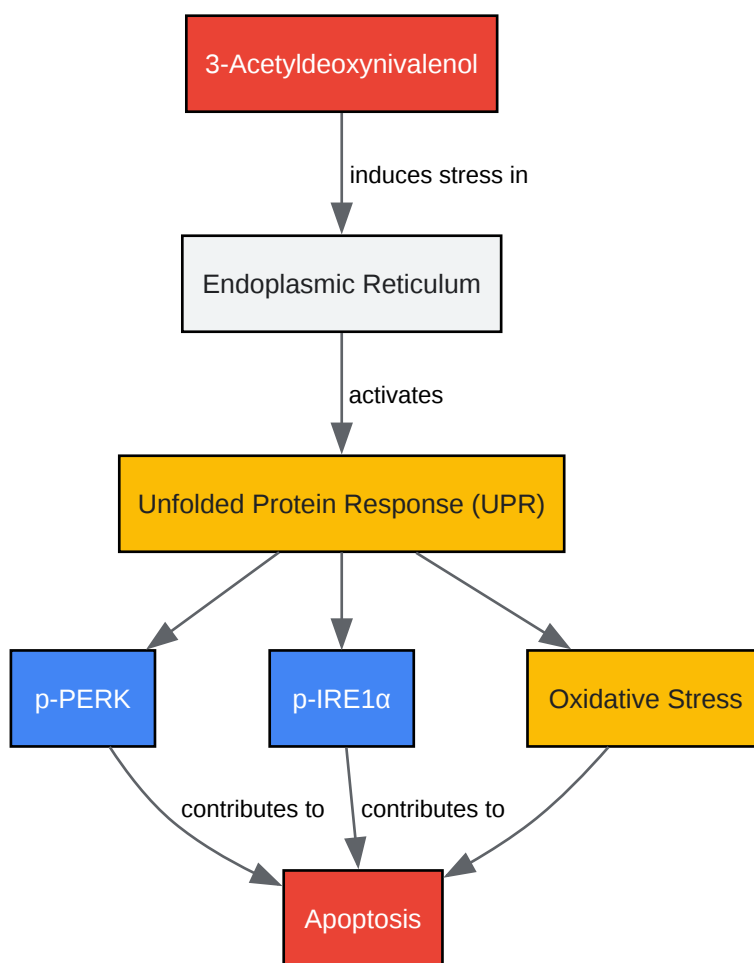 3-Acetyldeoxynivalenol
induces stress in
Endoplasmic Reticulum
activates
Unfolded Protein Response (UPR)
p-PERK
p-IRE1α
Oxidative Stress
contributes to
contributes to
Apoptosis